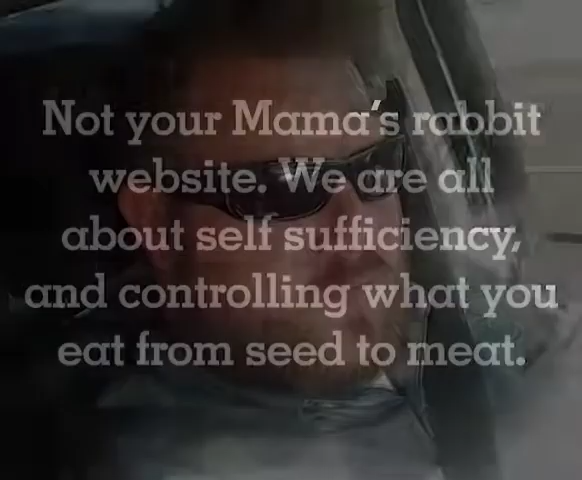 Not your Mama's rabbit
website. We are all
about self sufficiency,
and controlling what you
eat from seed to meat.